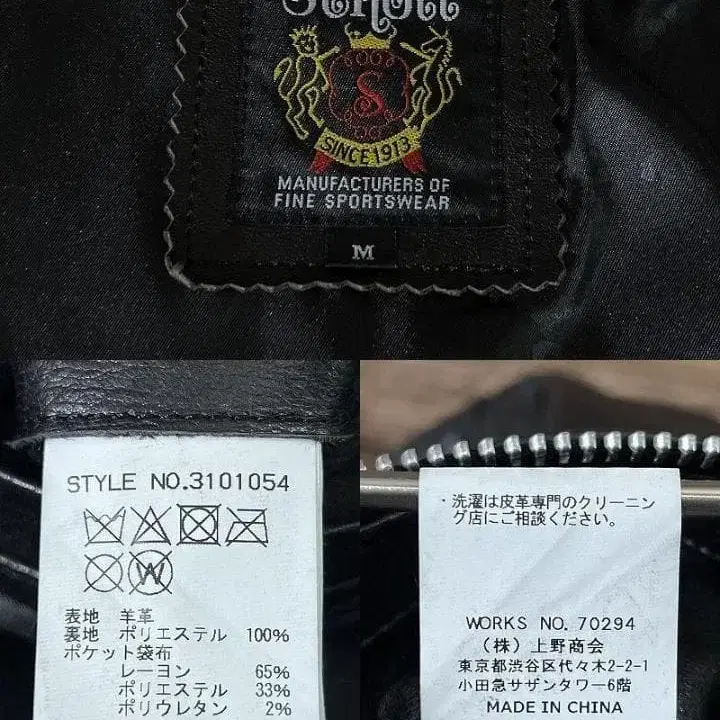 Schott
S
SINCE 1913
MANUFACTURERS OF
FINE SPORTSWEAR
M
STYLE NO.3101054
W
表地 羊革
裏地 ポリエステル 100%
ポケット袋布
レーヨン 65%
ポリエステル 33%
ポリウレタン 2%
・洗濯は皮革専門のクリーニン
グ店にご相談ください。
WORKS NO. 70294
(株)上野商会
東京都渋谷区代々木2-2-1
小田急サザンタワー6階
MADE IN CHINA